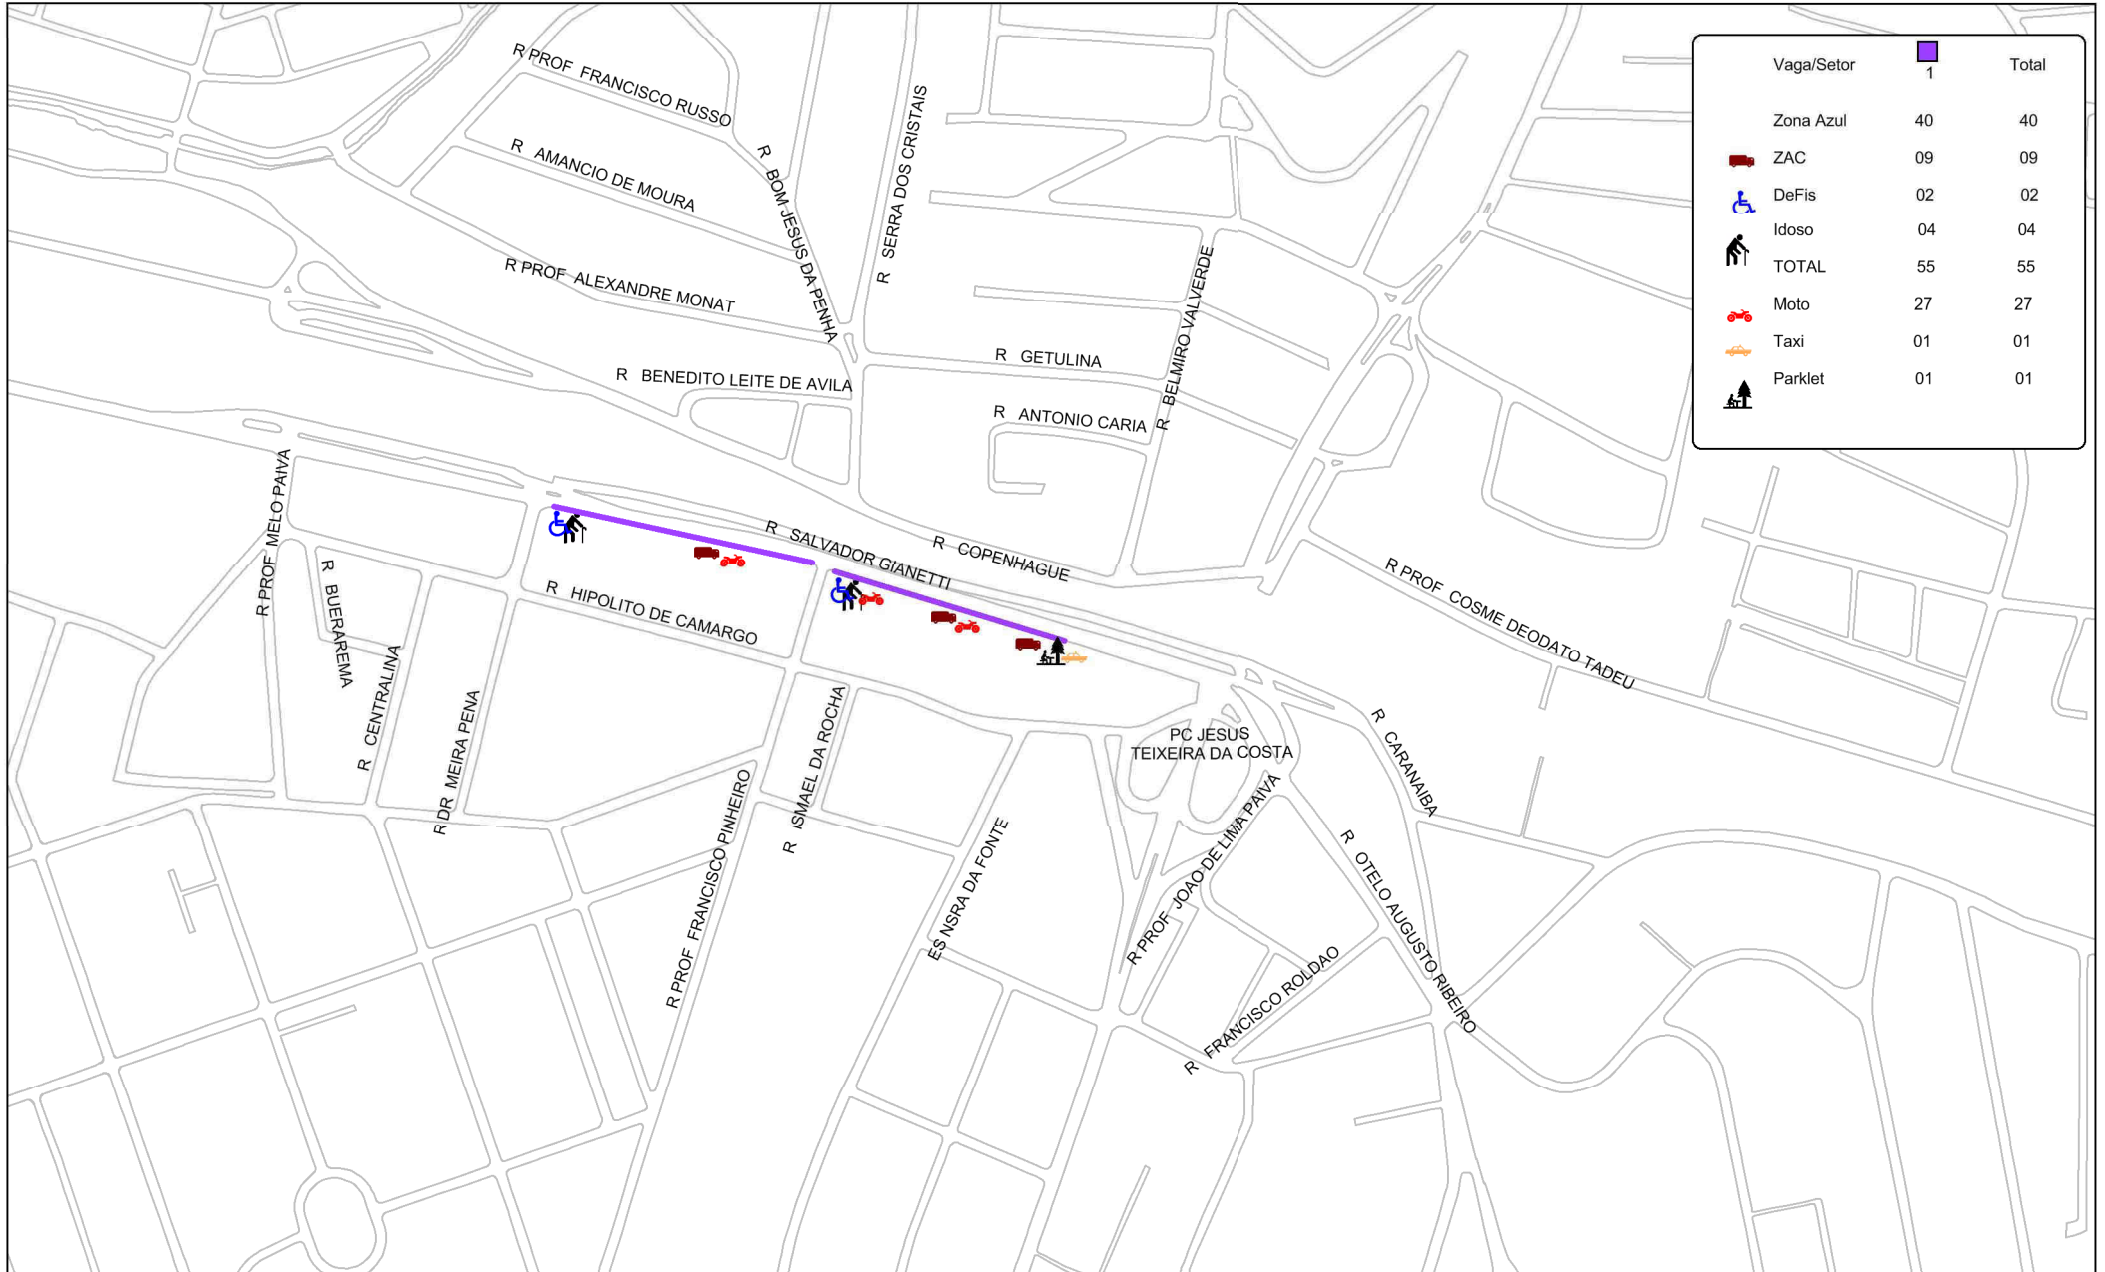 Vaga/Setor 1 Total
Zona Azul 40 40
ZAC 09 09
DeFis 02 02
Idoso 04 04
TOTAL 55 55
Moto 27 27
Taxi 01 01
Parklet 01 01
R PROF FRANCISCO RUSSO
R AMANCIO DE MOURA
R BOM JESUS DA PENHA
R SERRA DOS CRISTAIS
R PROF ALEXANDRE MONAT
R BENEDITO LEITE DE AVILA
R GETULINA
R BELMIRO VALVERDE
R ANTONIO CARIA
R PROF MELO PAIVA
R SALVADOR GIANETTI
R COPENHAGUE
R BUERAREMA
R HIPOLITO DE CAMARGO
R PROF COSME DEODATO TADEU
R CENTRALINA
R DR MEIRA PENA
R ISMAEL DA ROCHA
R PROF FRANCISCO PINHEIRO
PC JESUS
TEIXEIRA DA COSTA
R CARANAIBA
ES NSRA DA FONTE
R PROF JOAO DE LIMA PAIVA
R OTELO AUGUSTO RIBEIRO
R FRANCISCO ROLDAO